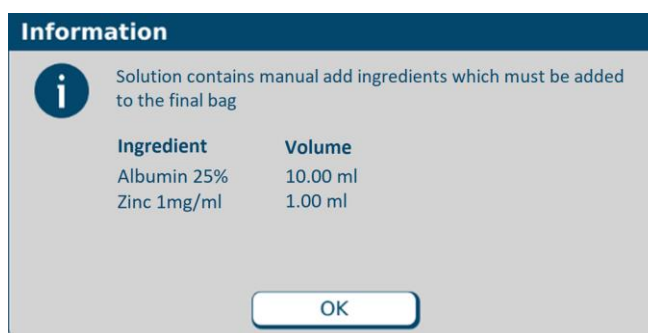 Information
Solution contains manual add ingredients which must be added
to the final bag
Ingredient Volume
Albumin 25% 10.00 ml
Zinc 1mg/ml 1.00 ml
OK